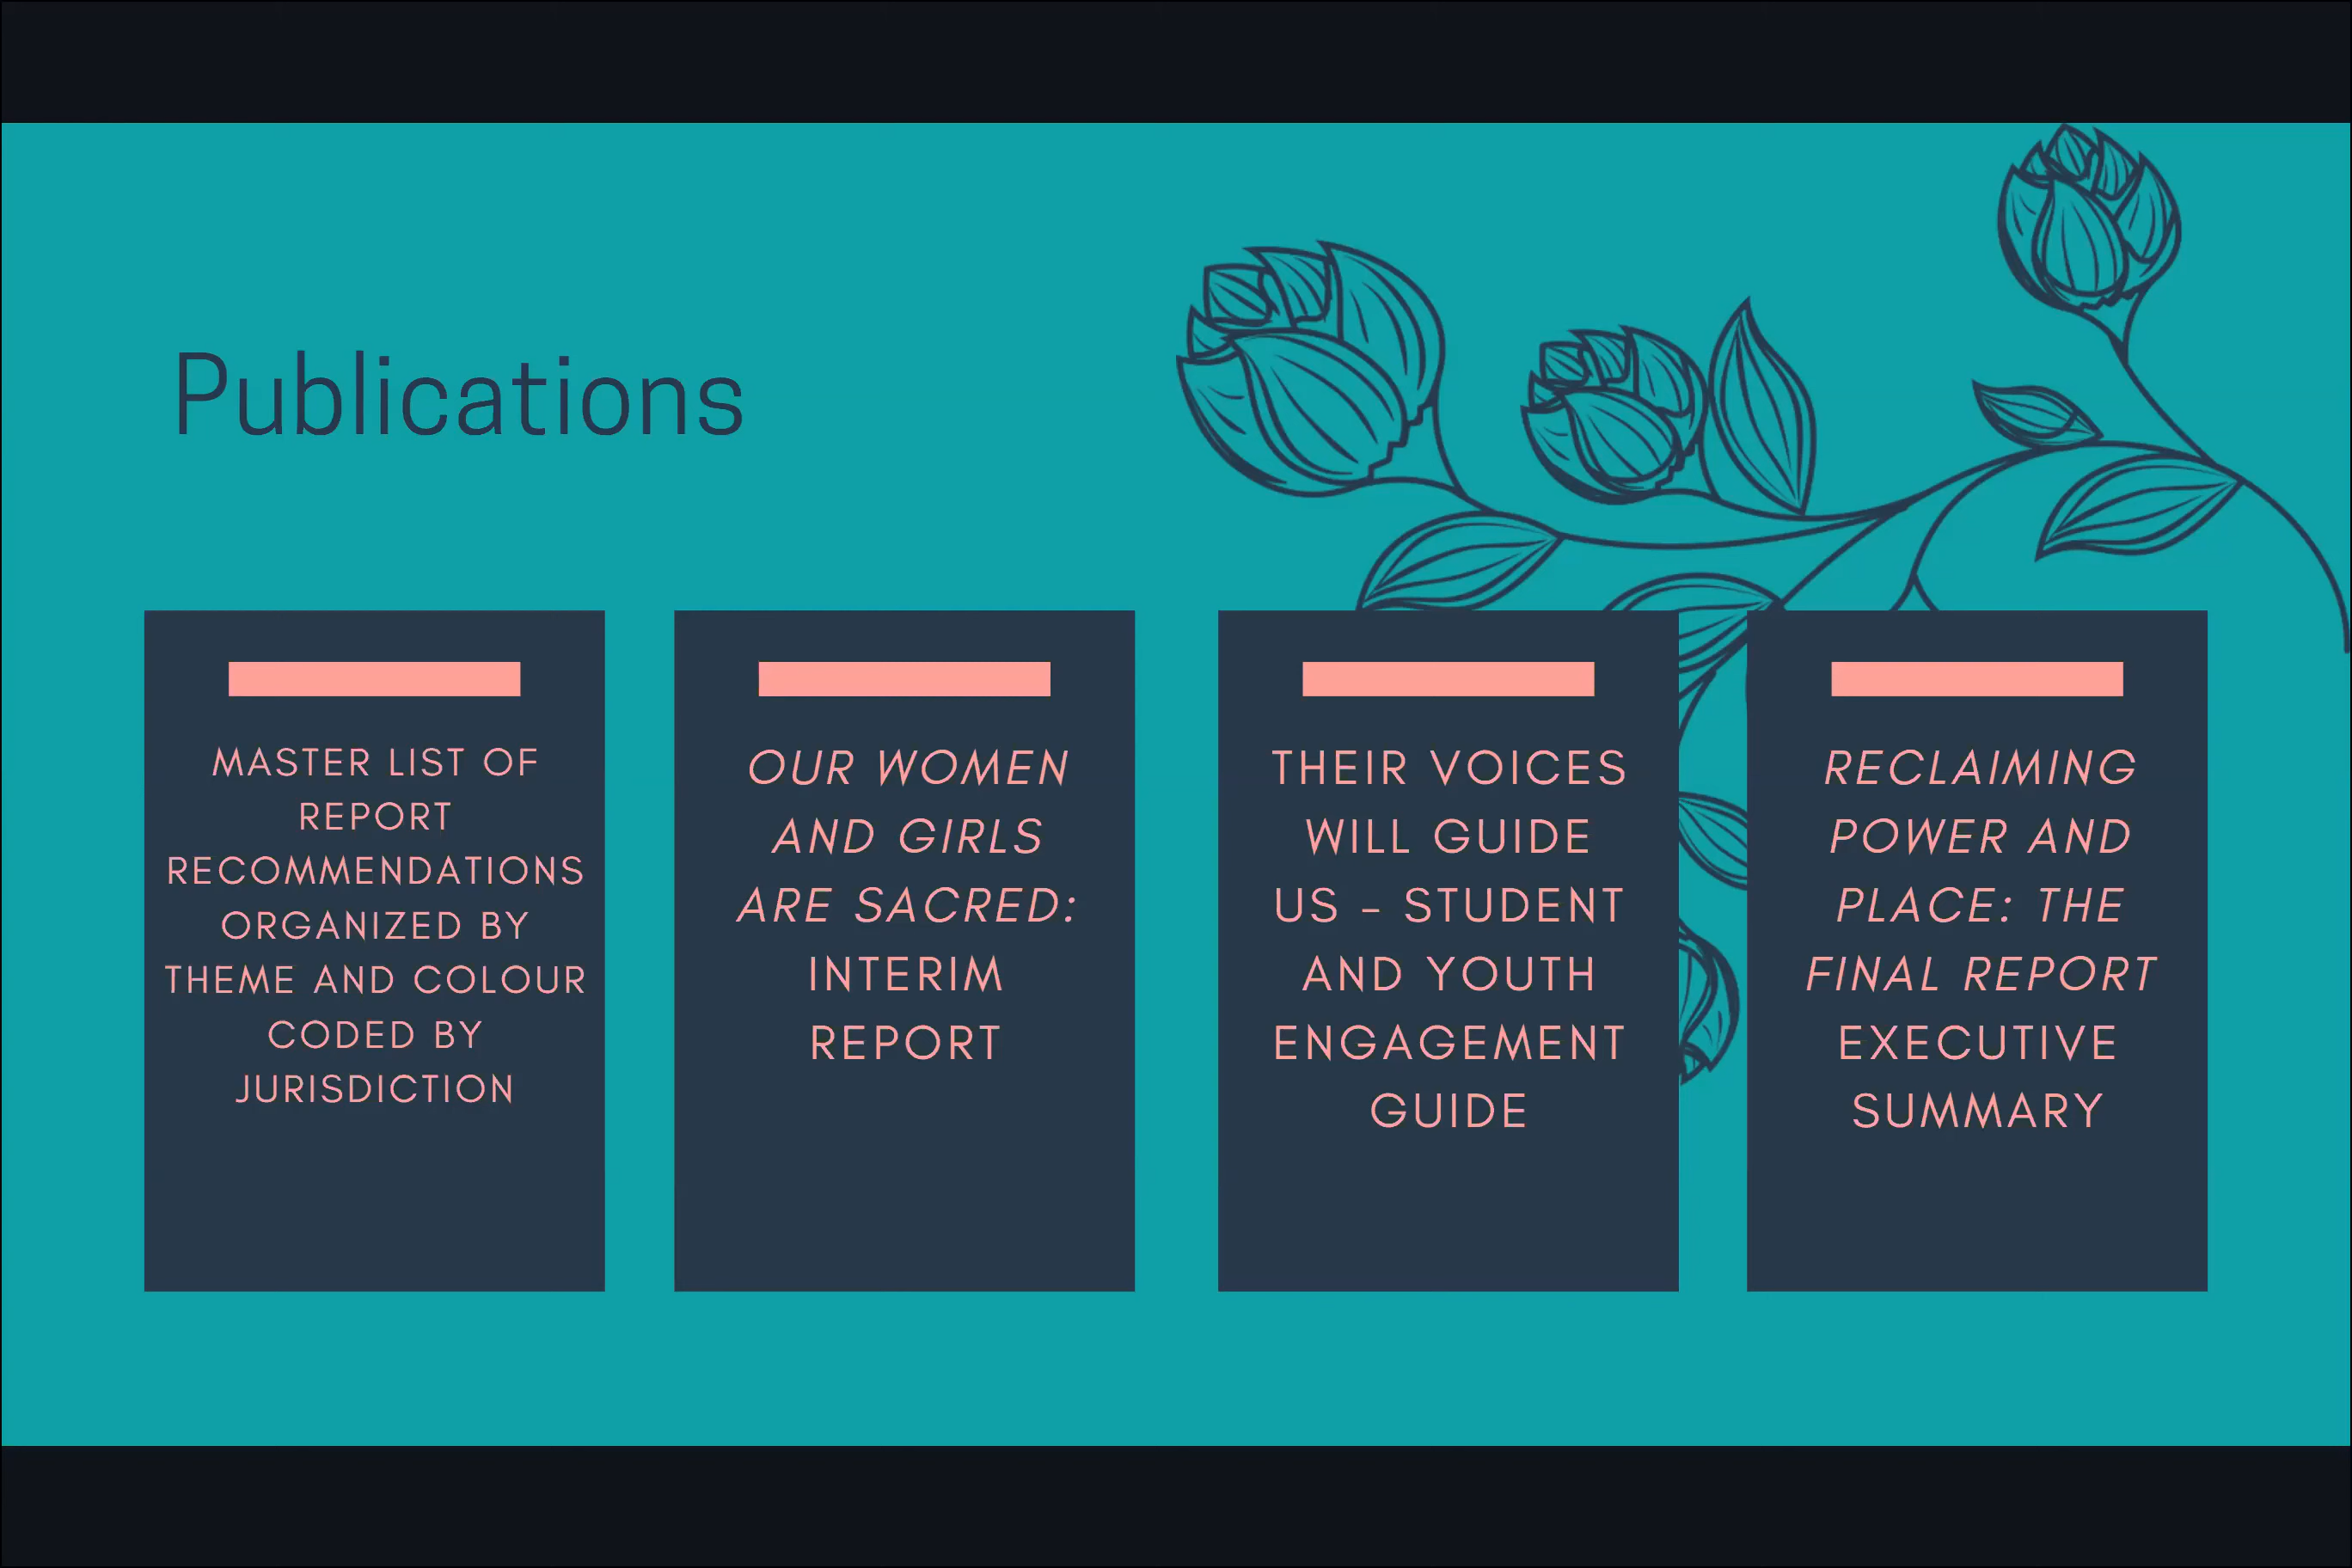 Publications
MASTER LIST OF
REPORT
RECOMMENDATIONS
ORGANIZED BY
THEME AND COLOUR
CODED BY
JURISDICTION
OUR WOMEN
AND GIRLS
ARE SACRED:
INTERIM
REPORT
THEIR VOICES
WILL GUIDE
US - STUDENT
AND YOUTH
ENGAGEMENT
GUIDE
RECLAIMING
POWER AND
PLACE: THE
FINAL REPORT
EXECUTIVE
SUMMARY